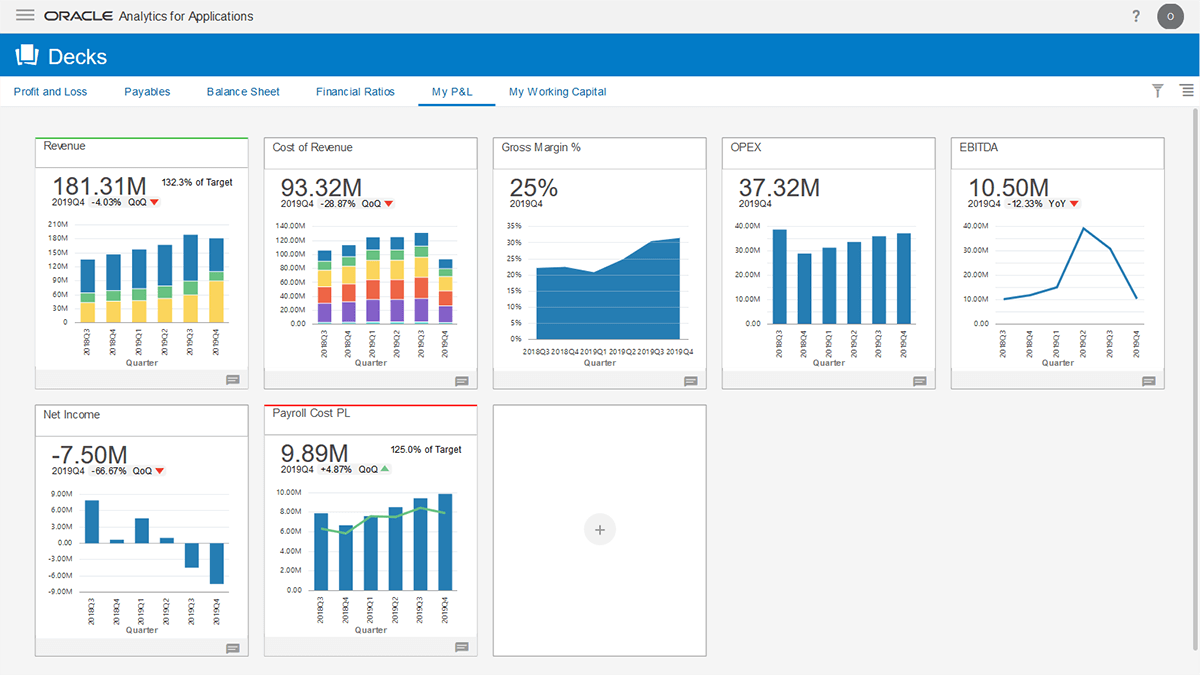 ORACLE Analytics for Applications
?
O
Decks
Profit and Loss
Payables
Balance Sheet
Financial Ratios
My P&L
My Working Capital
Revenue
181.31M
132.3% of Target
2019Q4 -4.03% QoQ
210M
180M
150M
120M
90M
60M
30M
0
2018Q3
2018Q4
2019Q1
2019Q2
2019Q3
2019Q4
Quarter
Cost of Revenue
93.32M
2019Q4 -28.87% QoQ
140.00M
120.00M
100.00M
80.00M
60.00M
40.00M
20.00M
0.00
2018Q3
2018Q4
2019Q1
2019Q2
2019Q3
2019Q4
Quarter
Gross Margin %
25%
2019Q4
35%
30%
25%
20%
15%
10%
5%
0%
2018Q3 2018Q4 2019Q1 2019Q2 2019Q3 2019Q4
Quarter
OPEX
37.32M
2019Q4
40.00M
30.00M
20.00M
10.00M
0.00
2018Q3
2018Q4
2019Q1
2019Q2
2019Q3
2019Q4
Quarter
EBITDA
10.50M
2019Q4 -12.33% YoY
40.00M
30.00M
20.00M
10.00M
0.00
2018Q3
2018Q4
2019Q1
2019Q2
2019Q3
2019Q4
Quarter
Net Income
-7.50M
2019Q4 -66.67% QoQ
9.00M
6.00M
3.00M
0.00
-3.00M
-6.00M
-9.00M
2018Q3
2018Q4
2019Q1
2019Q2
2019Q3
2019Q4
Quarter
Payroll Cost PL
9.89M
125.0% of Target
2019Q4 +4.87% QoQ
10.00M
8.00M
6.00M
4.00M
2.00M
0.00
2018Q3
2018Q4
2019Q1
2019Q2
2019Q3
2019Q4
Quarter
+